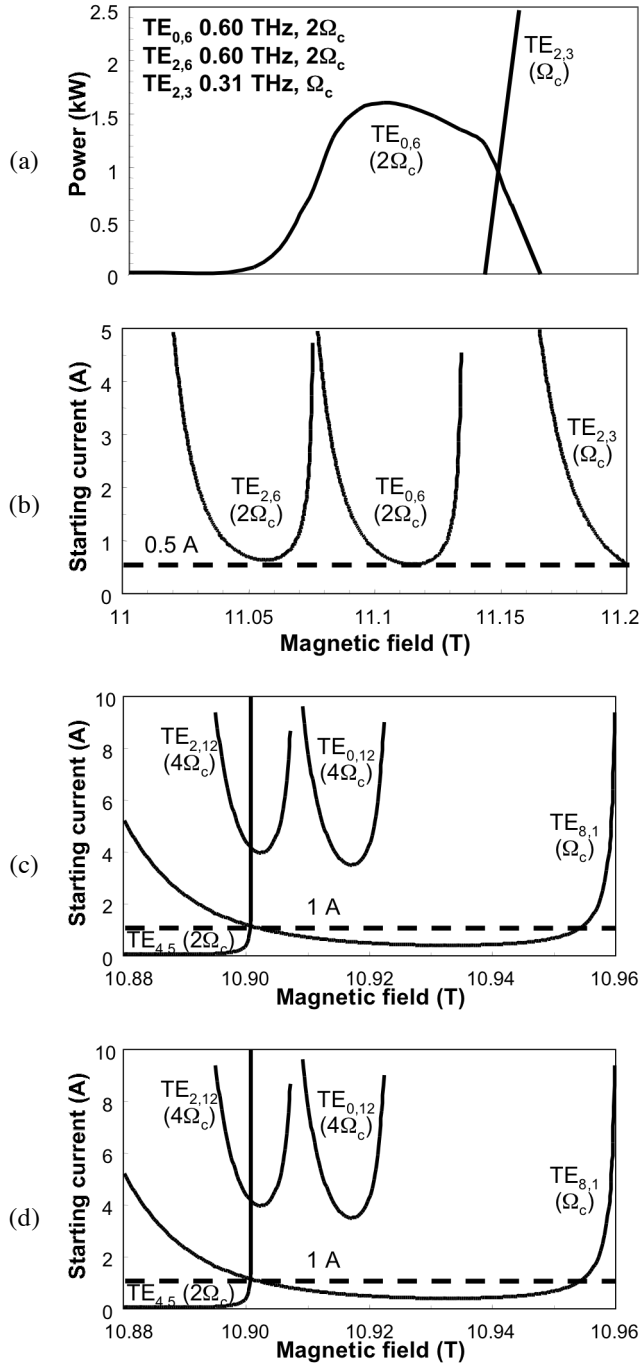 (a)
Power (kW)
2.5
2
1.5
1
0.5
0
TE0,6 0.60 THz, 2Ωc
TE2,6 0.60 THz, 2Ωc
TE2,3 0.31 THz, Ωc
TE2,3
(Ωc)
TE0,6
(2Ωc)
(b)
Starting current (A)
5
4
3
2
1
0
TE2,6
(2Ωc)
TE0,6
(2Ωc)
TE2,3
(Ωc)
0.5 A
11 11.05 11.1 11.15 11.2
Magnetic field (T)
(c)
Starting current (A)
10
8
6
4
2
0
TE2,12
(4Ωc)
TE0,12
(4Ωc)
TE8,1
(Ωc)
1 A
TE4,5 (2Ωc)
10.88 10.90 10.92 10.94 10.96
Magnetic field (T)
(d)
Starting current (A)
10
8
6
4
2
0
TE2,12
(4Ωc)
TE0,12
(4Ωc)
TE8,1
(Ωc)
1 A
TE4,5 (2Ωc)
10.88 10.90 10.92 10.94 10.96
Magnetic field (T)